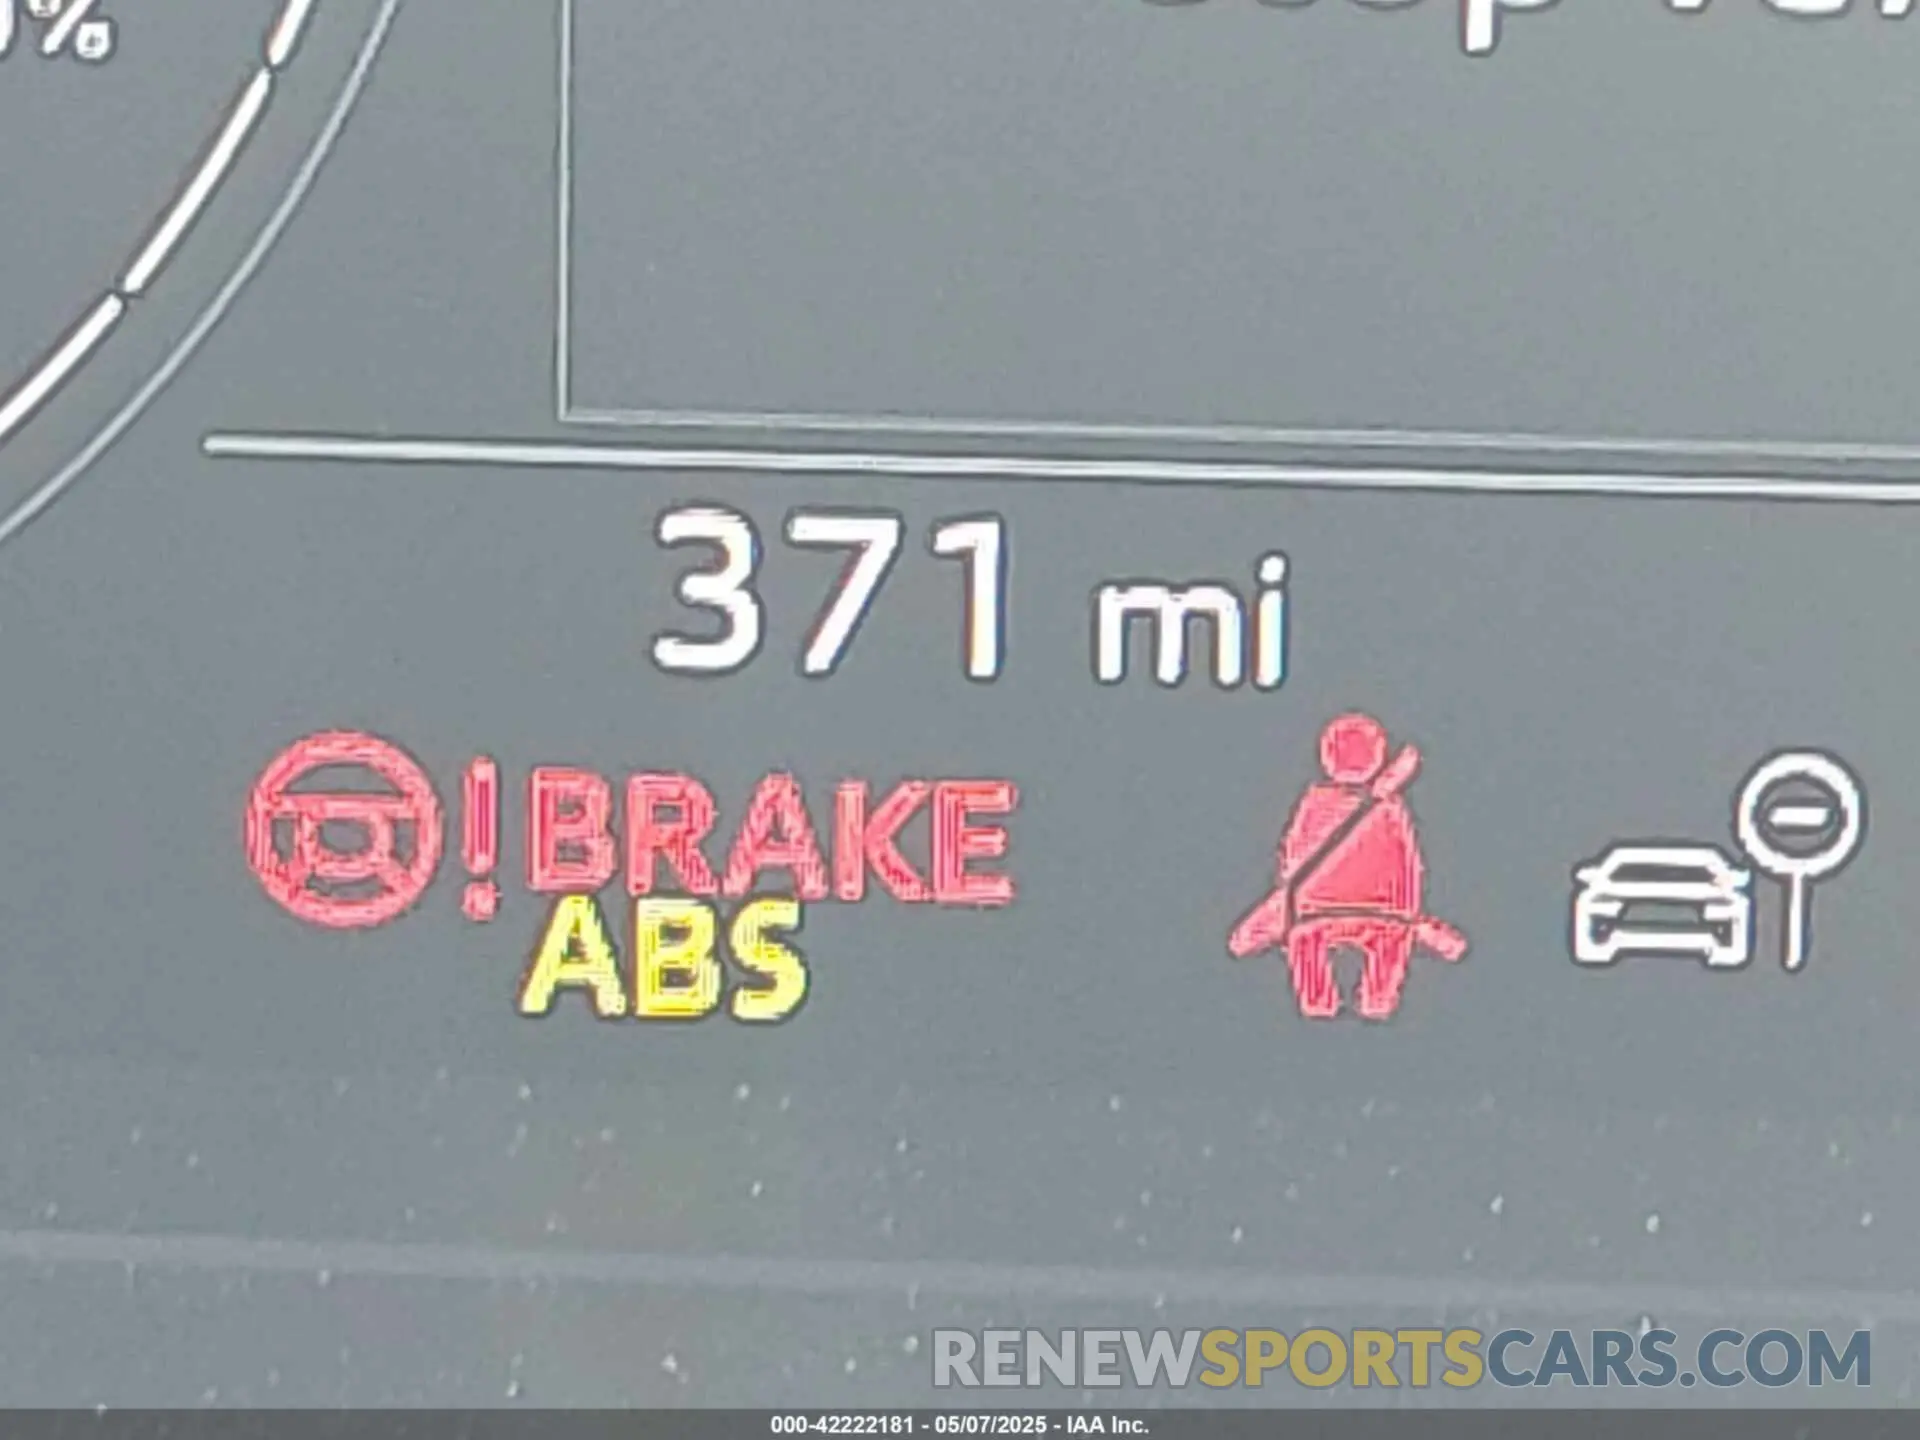 %
371 mi
! BRAKE
ABS
RENEWSPORTSCARS.COM
000-42222181 - 05/07/2025 - IAA Inc.